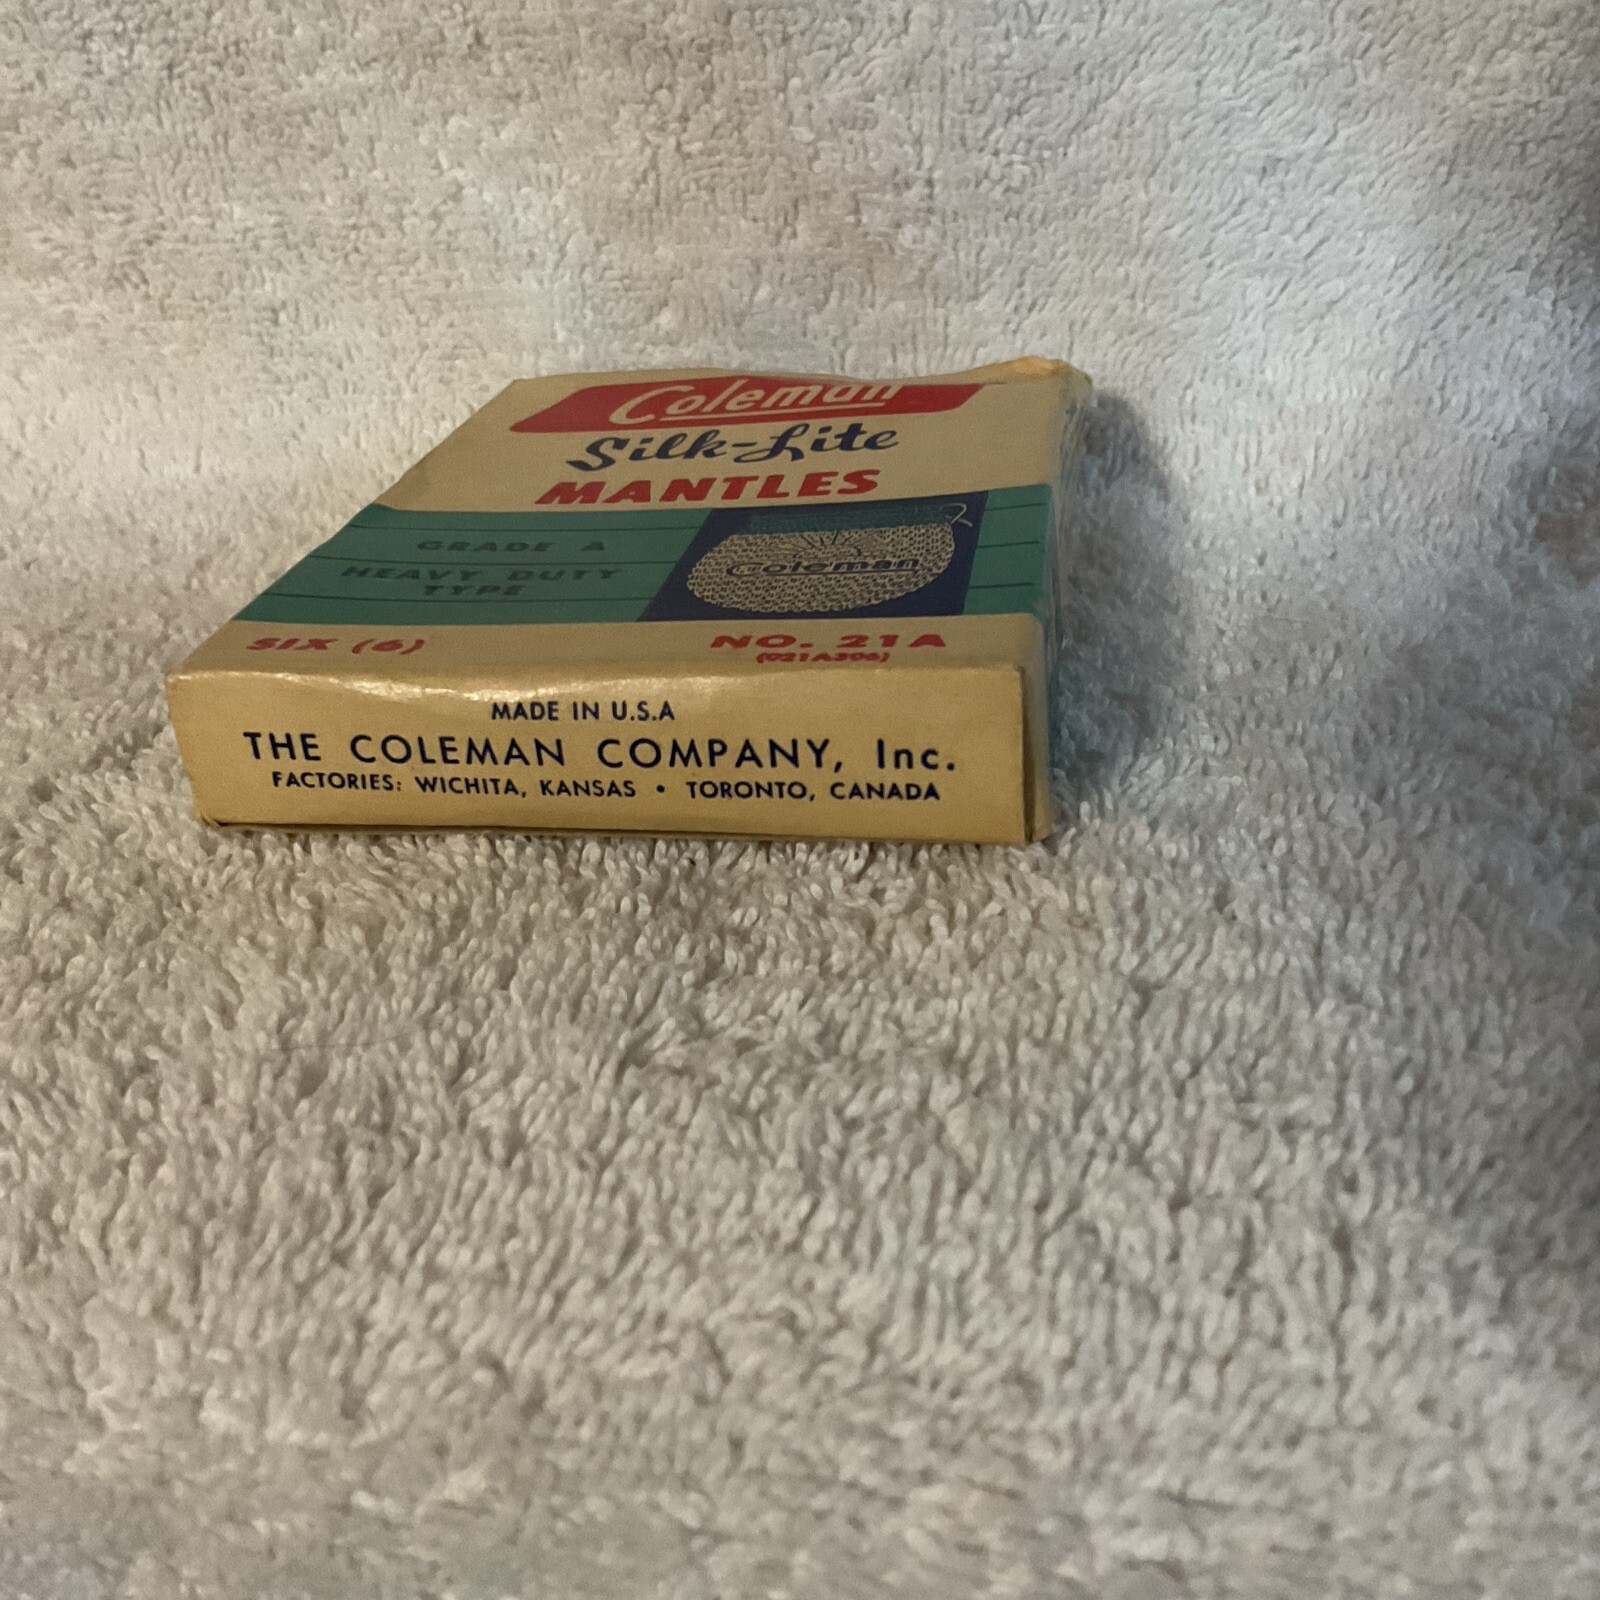 Coleman
Silk-Lite
MANTLES
GRADE A
HEAVY DUTY
TYPE
Coleman
SIX (6)
NO. 21A
(021A306)
MADE IN U.S.A
THE COLEMAN COMPANY, Inc.
FACTORIES: WICHITA, KANSAS • TORONTO, CANADA